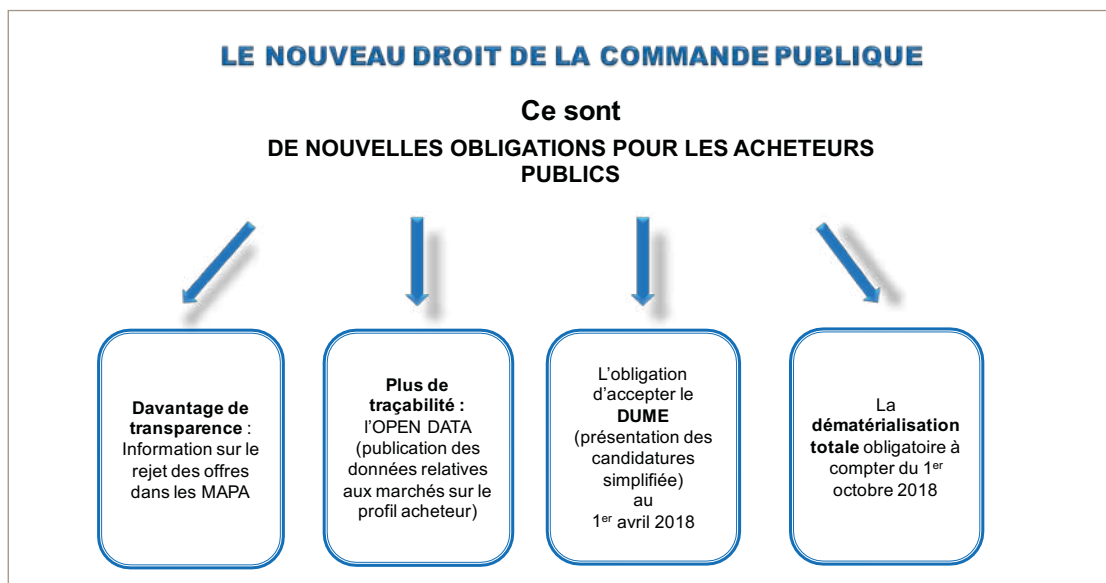 LE NOUVEAU DROIT DE LA COMMANDE PUBLIQUE
Ce sont
DE NOUVELLES OBLIGATIONS POUR LES ACHETEURS
PUBLICS
Davantage de
transparence :
Information sur le
rejet des offres
dans les MAPA
Plus de
traçabilité :
l'OPEN DATA
(publication des
données relatives
aux marchés sur le
profil acheteur)
L'obligation
d'accepter le
DUME
(présentation des
candidatures
simplifiée)
au
1er avril 2018
La
dématérialisation
totale obligatoire à
compter du 1er
octobre 2018